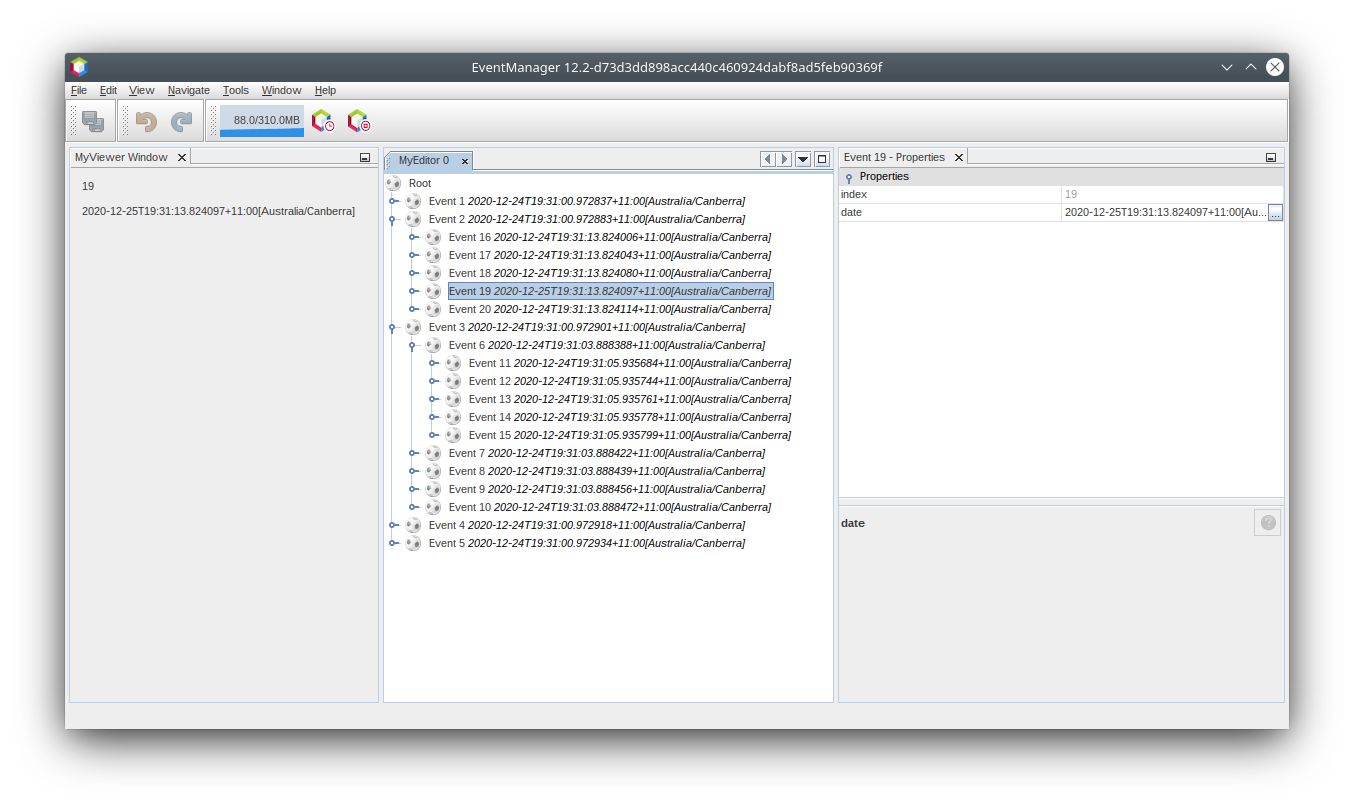 EventManager 12.2-d73d3dd898acc440c460924dabf8ad5feb90369f
File Edit View Navigate Tools Window Help
88.0/310.0MB
MyViewer Window
19
2020-12-25T19:31:13.824097+11:00[Australia/Canberra]
MyEditor 0
Root
Event 1 2020-12-24T19:31:00.972837+11:00[Australia/Canberra]
Event 2 2020-12-24T19:31:00.972883+11:00[Australia/Canberra]
Event 16 2020-12-24T19:31:13.824006+11:00[Australia/Canberra]
Event 17 2020-12-24T19:31:13.824043+11:00[Australia/Canberra]
Event 18 2020-12-24T19:31:13.824080+11:00[Australia/Canberra]
Event 19 2020-12-25T19:31:13.824097+11:00[Australia/Canberra]
Event 20 2020-12-24T19:31:13.824114+11:00[Australia/Canberra]
Event 3 2020-12-24T19:31:00.972901+11:00[Australia/Canberra]
Event 6 2020-12-24T19:31:03.888388+11:00[Australia/Canberra]
Event 11 2020-12-24T19:31:05.935684+11:00[Australia/Canberra]
Event 12 2020-12-24T19:31:05.935744+11:00[Australia/Canberra]
Event 13 2020-12-24T19:31:05.935761+11:00[Australia/Canberra]
Event 14 2020-12-24T19:31:05.935778+11:00[Australia/Canberra]
Event 15 2020-12-24T19:31:05.935799+11:00[Australia/Canberra]
Event 7 2020-12-24T19:31:03.888422+11:00[Australia/Canberra]
Event 8 2020-12-24T19:31:03.888439+11:00[Australia/Canberra]
Event 9 2020-12-24T19:31:03.888456+11:00[Australia/Canberra]
Event 10 2020-12-24T19:31:03.888472+11:00[Australia/Canberra]
Event 4 2020-12-24T19:31:00.972918+11:00[Australia/Canberra]
Event 5 2020-12-24T19:31:00.972934+11:00[Australia/Canberra]
Event 19 - Properties
Properties
index 19
date 2020-12-25T19:31:13.824097+11:00[Au... ...
date
?